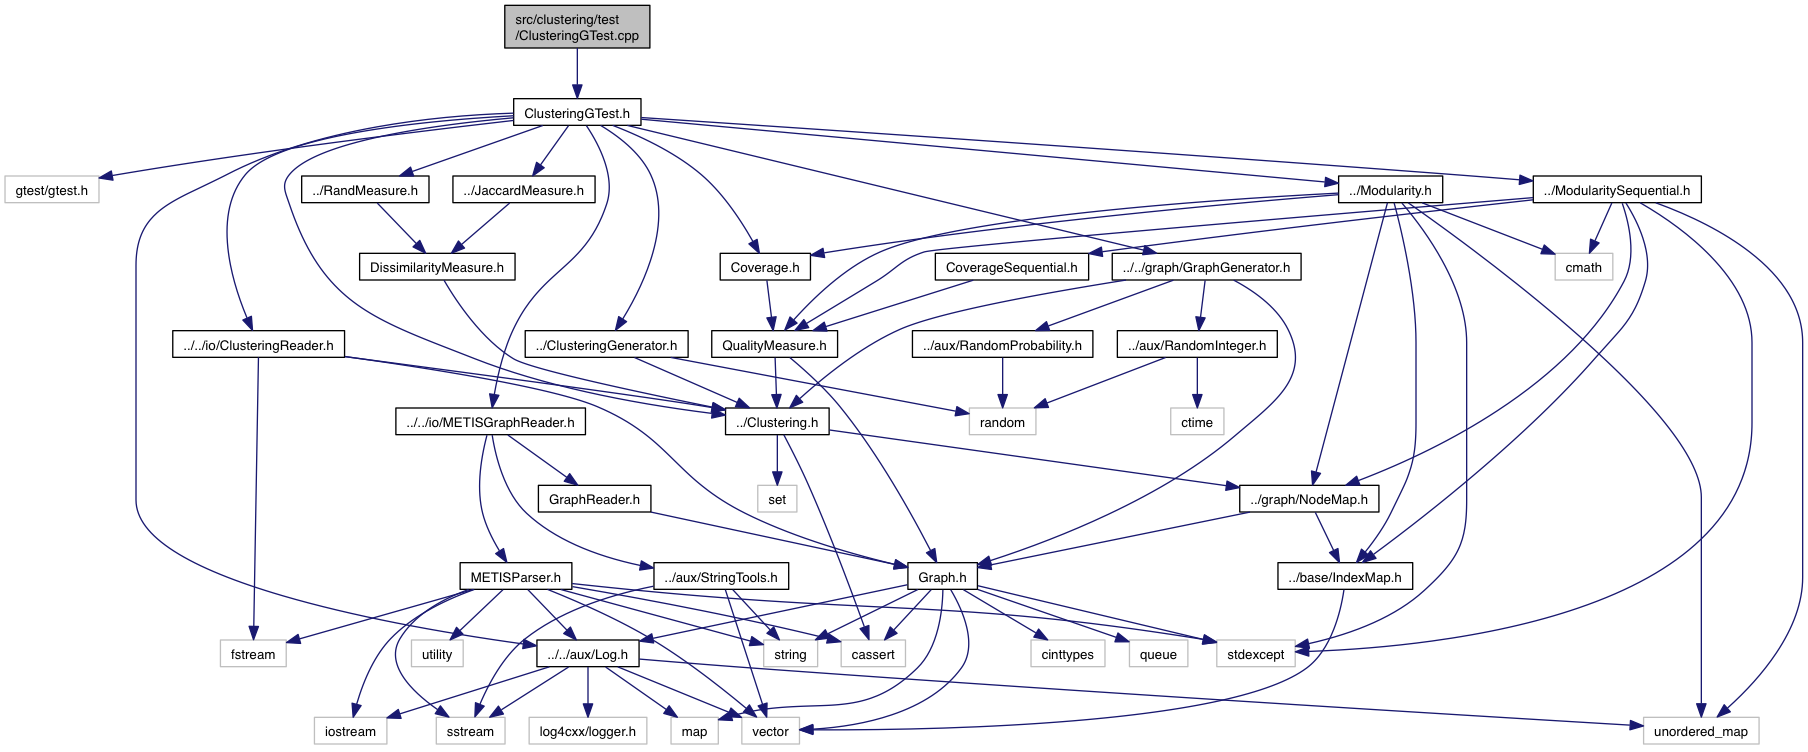 src/clustering/test
/ClusteringGTest.cpp
ClusteringGTest.h
gtest/gtest.h
../RandMeasure.h
../JaccardMeasure.h
../Modularity.h
../ModularitySequential.h
DissimilarityMeasure.h
Coverage.h
CoverageSequential.h
../../graph/GraphGenerator.h
cmath
../../io/ClusteringReader.h
../ClusteringGenerator.h
QualityMeasure.h
../aux/RandomProbability.h
../aux/RandomInteger.h
../../io/METISGraphReader.h
../Clustering.h
random
ctime
GraphReader.h
set
../graph/NodeMap.h
METISParser.h
../aux/StringTools.h
Graph.h
../base/IndexMap.h
fstream
utility
../../aux/Log.h
string
cassert
cinttypes
queue
stdexcept
iostream
sstream
log4cxx/logger.h
map
vector
unordered_map